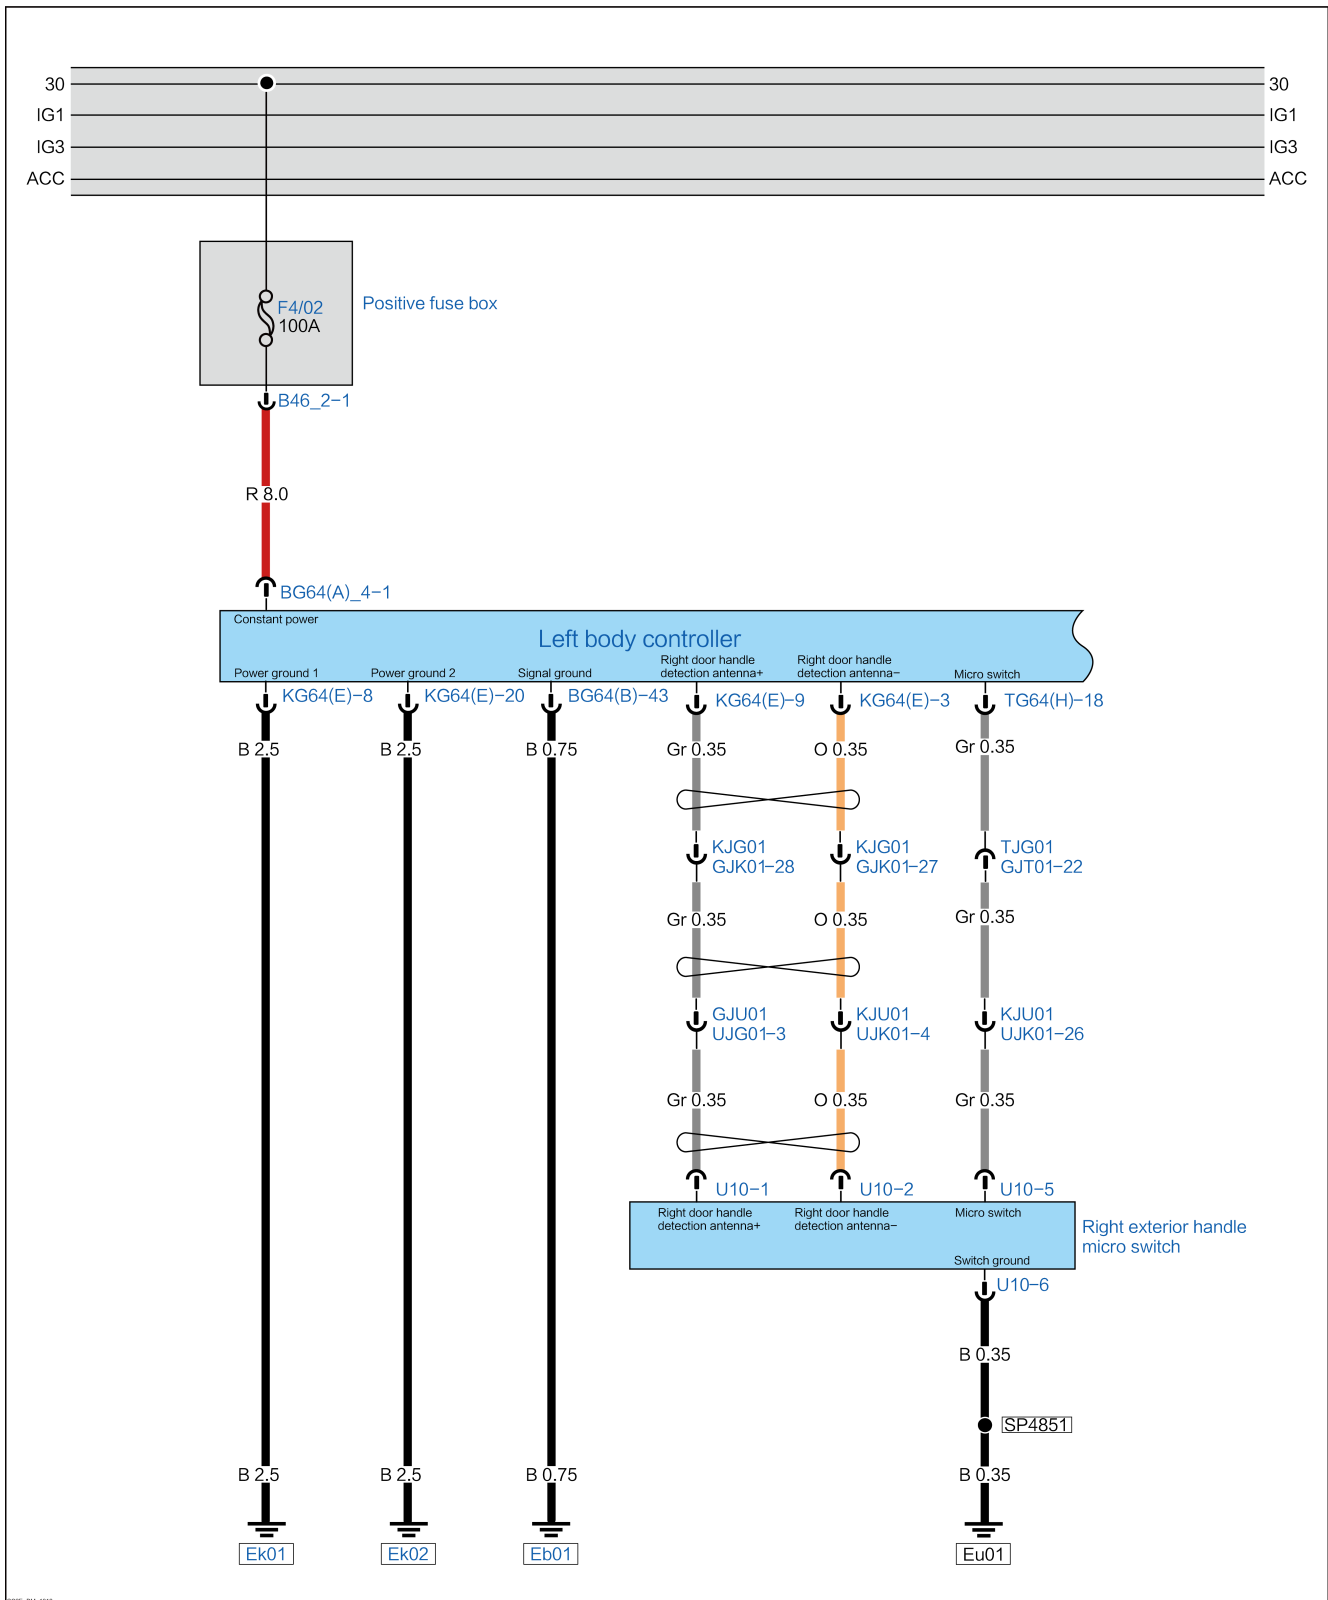 30
30
IG1
IG1
IG3
IG3
ACC
ACC
F4/02
100A
Positive fuse box
B46_2-1
R 8.0
BG64(A)_4-1
Constant power
Left body controller
Power ground 1
Power ground 2
Signal ground
Right door handle
detection antenna+
Right door handle
detection antenna-
Micro switch
KG64(E)-8
KG64(E)-20
BG64(B)-43
KG64(E)-9
KG64(E)-3
TG64(H)-18
B 2.5
B 2.5
B 0.75
Gr 0.35
O 0.35
Gr 0.35
KJG01
GJK01-28
KJG01
GJK01-27
TJG01
GJT01-22
Gr 0.35
O 0.35
Gr 0.35
GJU01
UJG01-3
KJU01
UJK01-4
KJU01
UJK01-26
Gr 0.35
O 0.35
Gr 0.35
U10-1
U10-2
U10-5
Right door handle
detection antenna+
Right door handle
detection antenna-
Micro switch
Switch ground
Right exterior handle
micro switch
U10-6
B 0.35
SP4851
B 2.5
B 2.5
B 0.75
B 0.35
Ek01
Ek02
Eb01
Eu01